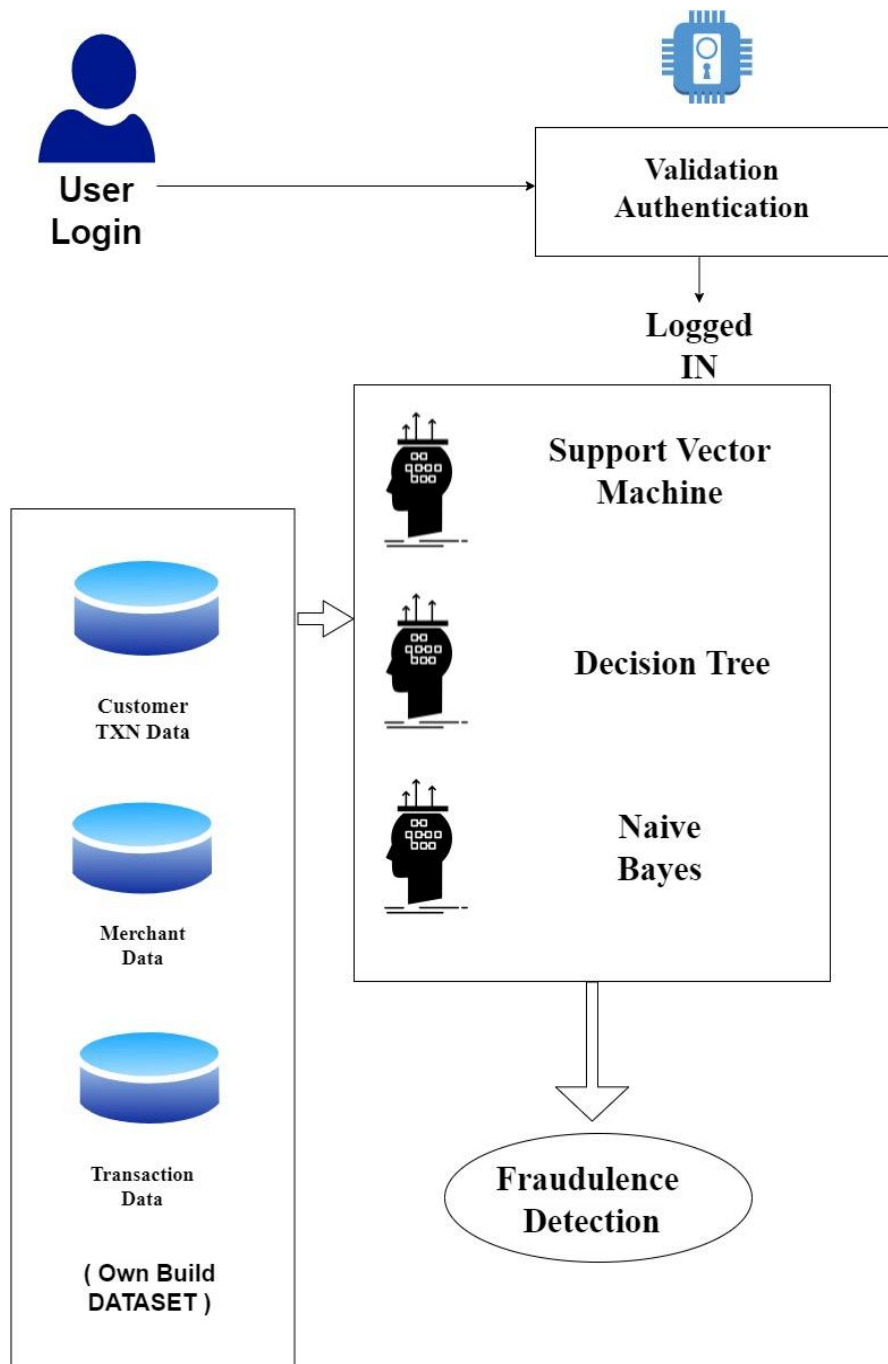 User
Login
Validation
Authentication
Logged
IN
Support Vector
Machine
Decision Tree
Naive
Bayes
Customer
TXN Data
Merchant
Data
Transaction
Data
( Own Build
DATASET )
Fraudulence
Detection